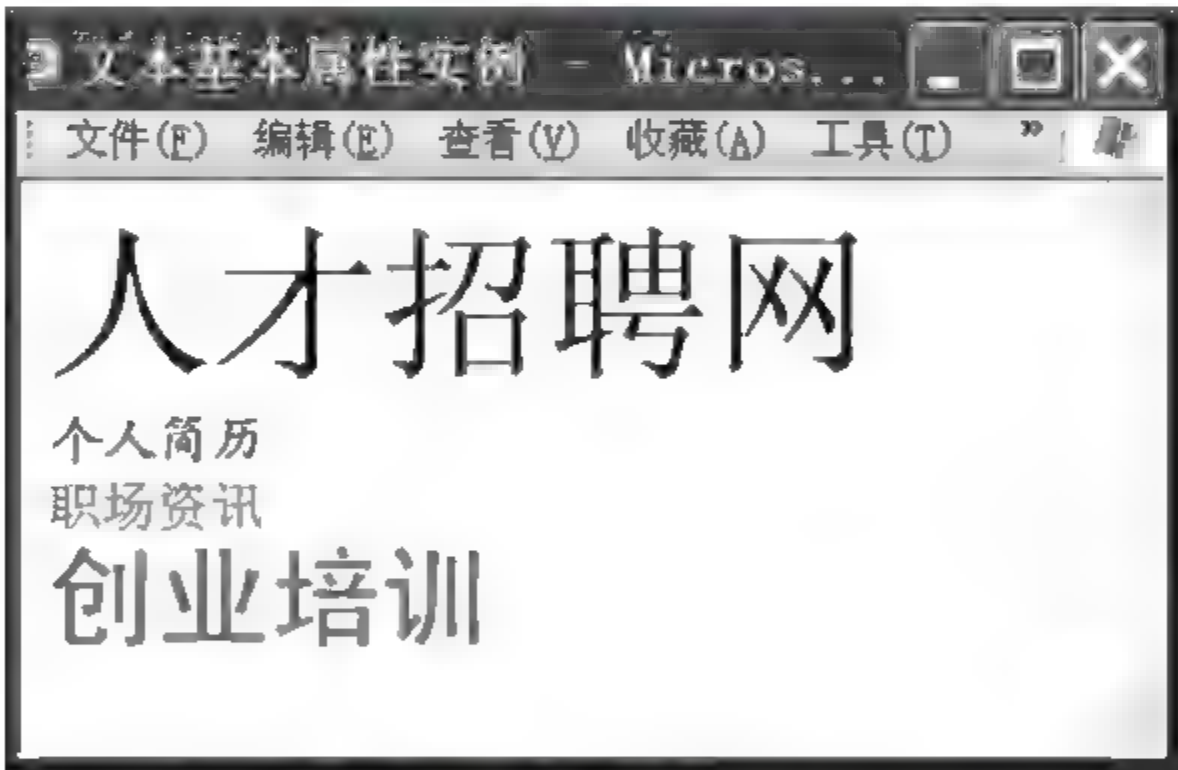 文本基本属性实例 - Micros...
文件(F) 编辑(E) 查看(V) 收藏(A) 工具(T) »
人才招聘网
个人简历
职场资讯
创业培训